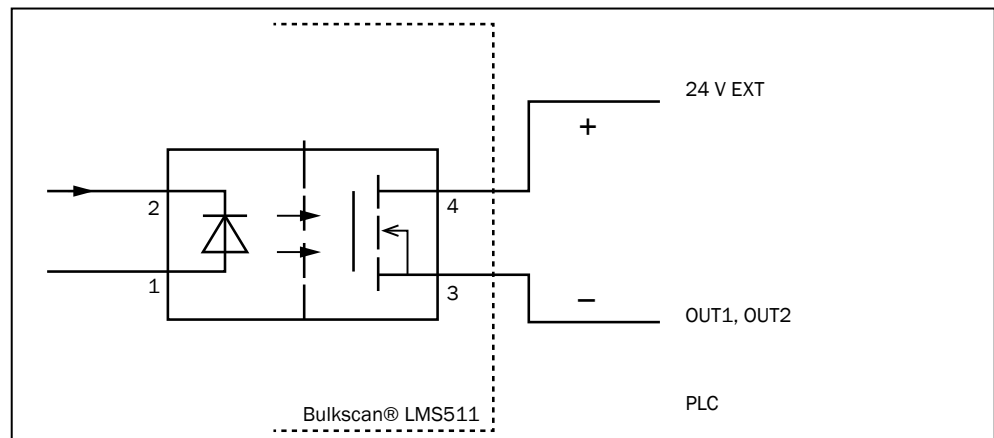 24 V EXT
+
2
4
1
3
−
OUT1, OUT2
PLC
Bulkscan® LMS511